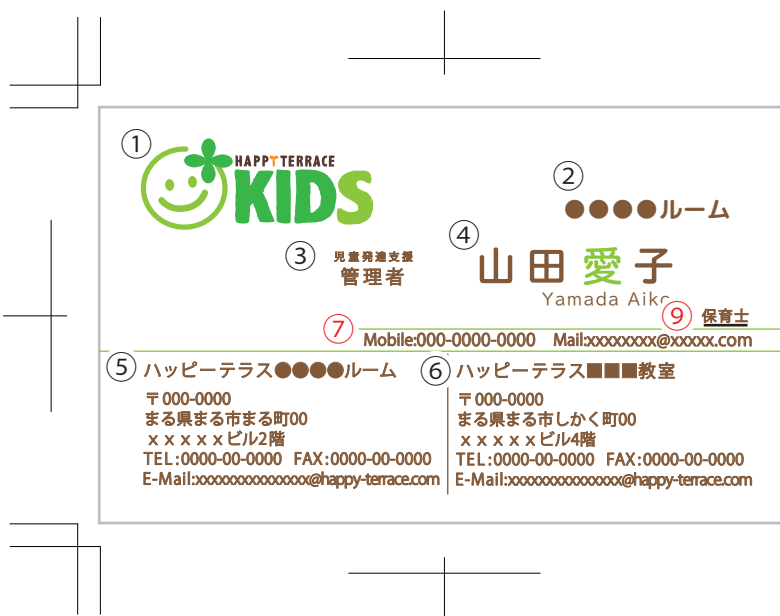 ①
HAPPY TERRACE
KIDS
②
●●●●ルーム
③
児童発達支援
管理者
④
山田愛子
Yamada Aiko
⑨
保育士
⑦
Mobile:000-0000-0000 Mail:xxxxxxxx@xxxxx.com
⑤
ハッピーテラス●●●●ルーム
〒000-0000
まる県まる市まる町00
ｘｘｘｘｘビル2階
TEL:0000-00-0000 FAX:0000-00-0000
E-Mail:xxxxxxxxxxxxxxxx@happy-terrace.com
⑥
ハッピーテラス■■■教室
〒000-0000
まる県まる市しかく町00
ｘｘｘｘｘビル4階
TEL:0000-00-0000 FAX:0000-00-0000
E-Mail:xxxxxxxxxxxxxxxx@happy-terrace.com